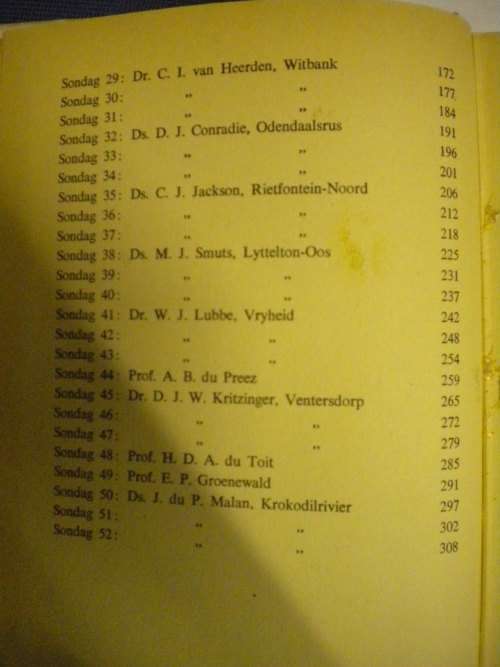 Sondag 29: Dr. C. I. van Heerden, Witbank 172
Sondag 30: ,, ,, 177
Sondag 31: ,, ,, 184
Sondag 32: Ds. D. J. Conradie, Odendaalsrus 191
Sondag 33: ,, ,, 196
Sondag 34: ,, ,, 201
Sondag 35: Ds. C. J. Jackson, Rietfontein-Noord 206
Sondag 36: ,, ,, 212
Sondag 37: ,, ,, 218
Sondag 38: Ds. M. J. Smuts, Lyttelton-Oos 225
Sondag 39: ,, ,, 231
Sondag 40: ,, ,, 237
Sondag 41: Dr. W. J. Lubbe, Vryheid 242
Sondag 42: ,, ,, 248
Sondag 43: ,, ,, 254
Sondag 44: Prof. A. B. du Preez 259
Sondag 45: Dr. D. J. W. Kritzinger, Ventersdorp 265
Sondag 46: ,, ,, 272
Sondag 47: ,, ,, 279
Sondag 48: Prof. H. D. A. du Toit 285
Sondag 49: Prof. E. P. Groenewald 291
Sondag 50: Ds. J. du P. Malan, Krokodilrivier 297
Sondag 51: ,, ,, 302
Sondag 52: ,, ,, 308